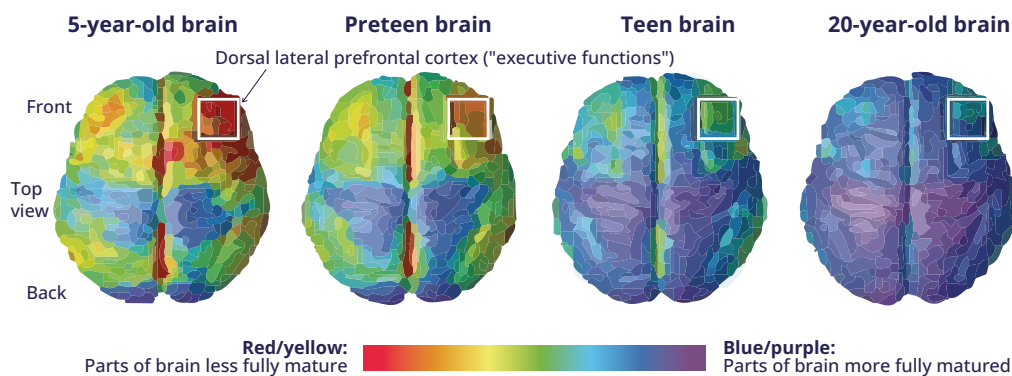 5-year-old brain
Preteen brain
Teen brain
20-year-old brain
Dorsal lateral prefrontal cortex ("executive functions")
Front
Top
view
Back
Red/yellow:
Parts of brain less fully mature
Blue/purple:
Parts of brain more fully matured